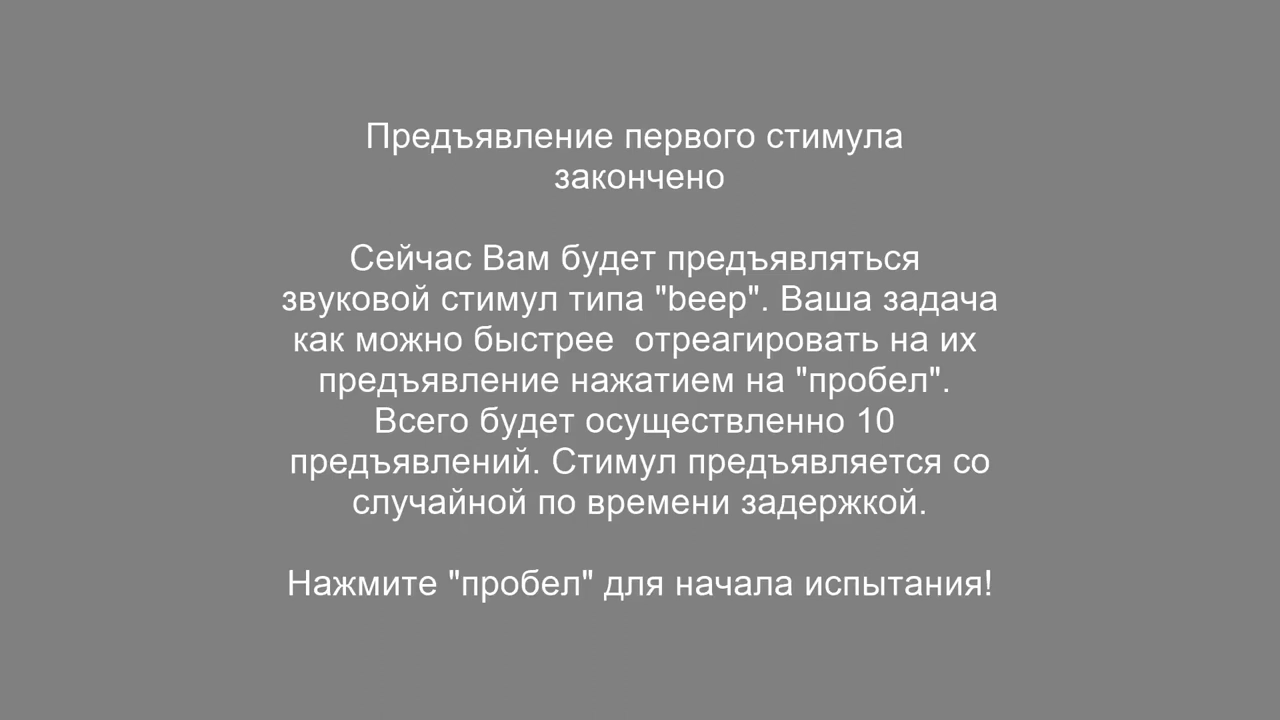 Предъявление первого стимула
закончено
Сейчас Вам будет предъявляться
звуковой стимул типа "beep". Ваша задача
как можно быстрее  отреагировать на их
предъявление нажатием на "пробел".
Всего будет осуществленно 10
предъявлений. Стимул предъявляется со
случайной по времени задержкой.
Нажмите "пробел" для начала испытания!